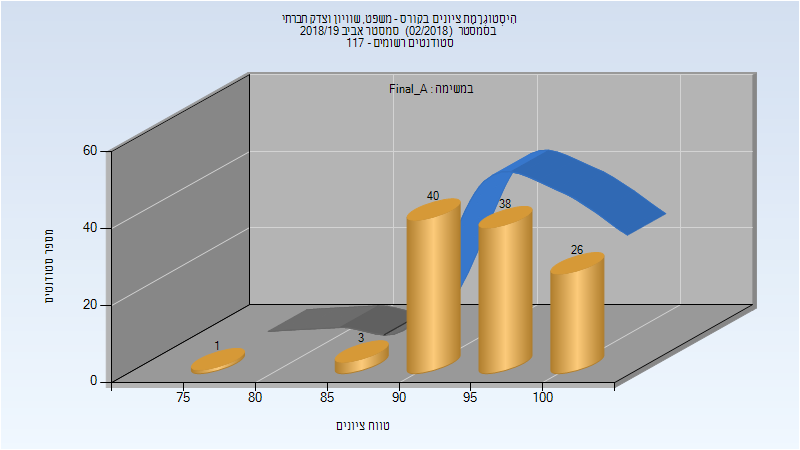 היסטוגרמת ציונים בקורס - משפט, שוויון וצדק חברתי
בסמסטר (02/2018) סמסטר אביב 2018/19
סטודנטים רשומים - 117
במשימה : Final_A
60
40
20
0
מספר סטודנטים
1
3
40
38
26
75
80
85
90
95
100
טווח ציונים